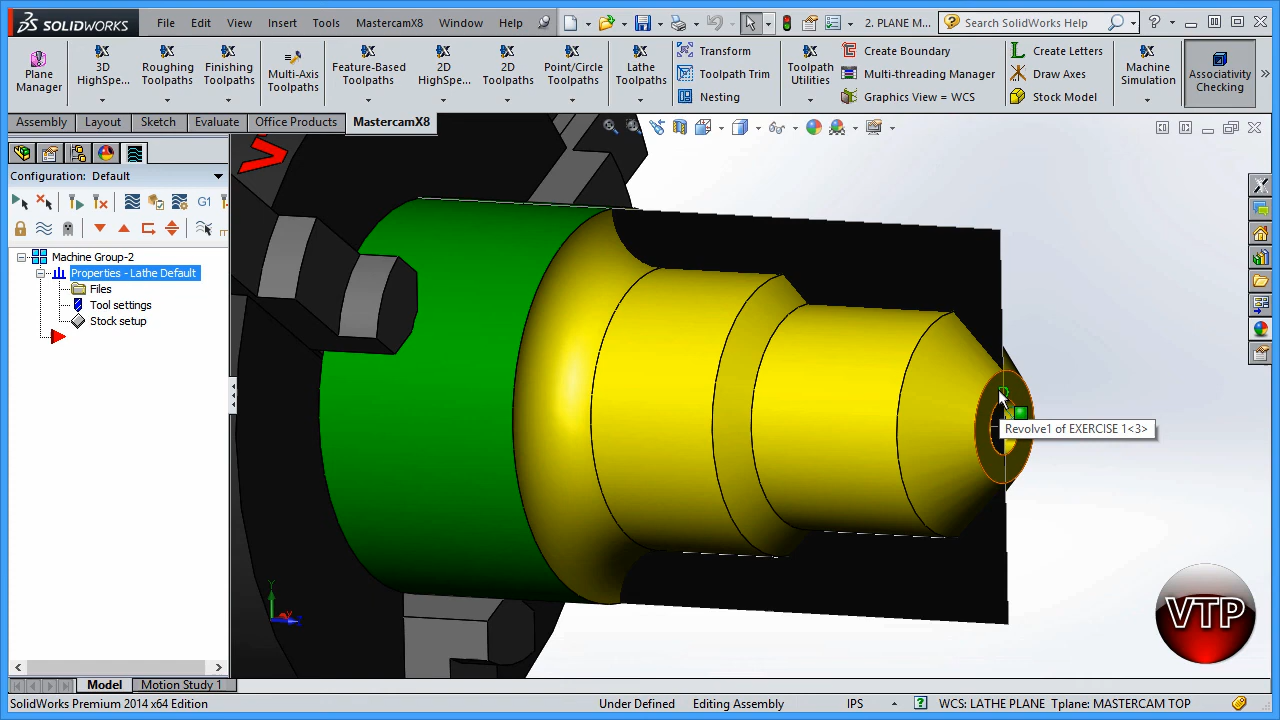 SOLIDWORKS File Edit View Insert Tools MastercamX8 Window Help 2. PLANE M... Search SolidWorks Help
Plane Manager
3D HighSpe...
Roughing Toolpaths
Finishing Toolpaths
Multi-Axis Toolpaths
Feature-Based Toolpaths
2D HighSpe...
2D Toolpaths
Point/Circle Toolpaths
Lathe Toolpaths
Transform
Toolpath Trim
Nesting
Toolpath Utilities
Create Boundary
Multi-threading Manager
Graphics View = WCS
Create Letters
Draw Axes
Stock Model
Machine Simulation
Associativity Checking
Assembly Layout Sketch Evaluate Office Products MastercamX8
Configuration: Default
G1
Machine Group-2
Properties - Lathe Default
Files
Tool settings
Stock setup
Revolve1 of EXERCISE 1<3>
Y
VTP
Model Motion Study 1
SolidWorks Premium 2014 x64 Edition Under Defined Editing Assembly IPS WCS: LATHE PLANE Tplane: MASTERCAM TOP